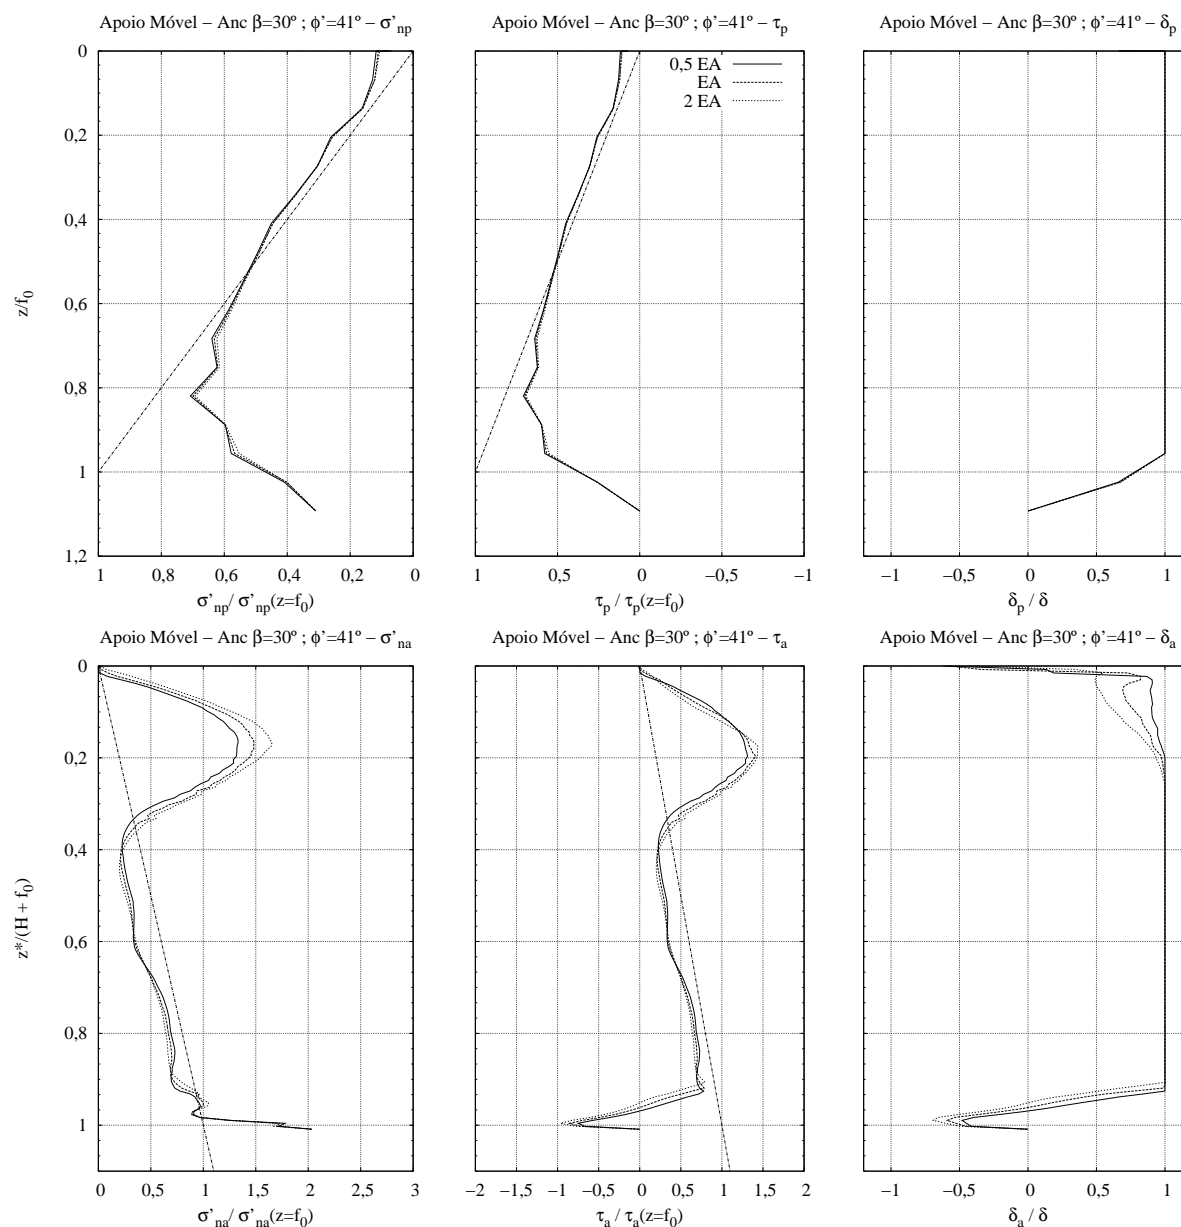 Apoio Móvel – Anc β=30º ; ϕ'=41º – σ'np
Apoio Móvel – Anc β=30º ; ϕ'=41º – τp
Apoio Móvel – Anc β=30º ; ϕ'=41º – δp
0,5 EA
EA
2 EA
0
0,2
0,4
0,6
0,8
1
1,2
z/f0
1 0,8 0,6 0,4 0,2 0
1 0,5 0 –0,5 –1
–1 –0,5 0 0,5 1
σ'np / σ'np(z=f0)
τp / τp(z=f0)
δp / δ
Apoio Móvel – Anc β=30º ; ϕ'=41º – σ'na
Apoio Móvel – Anc β=30º ; ϕ'=41º – τa
Apoio Móvel – Anc β=30º ; ϕ'=41º – δa
0
0,2
0,4
0,6
0,8
1
z*/(H + f0)
0 0,5 1 1,5 2 2,5 3
–2 –1,5 –1 –0,5 0 0,5 1 1,5 2
–1 –0,5 0 0,5 1
σ'na / σ'na(z=f0)
τa / τa(z=f0)
δa / δ